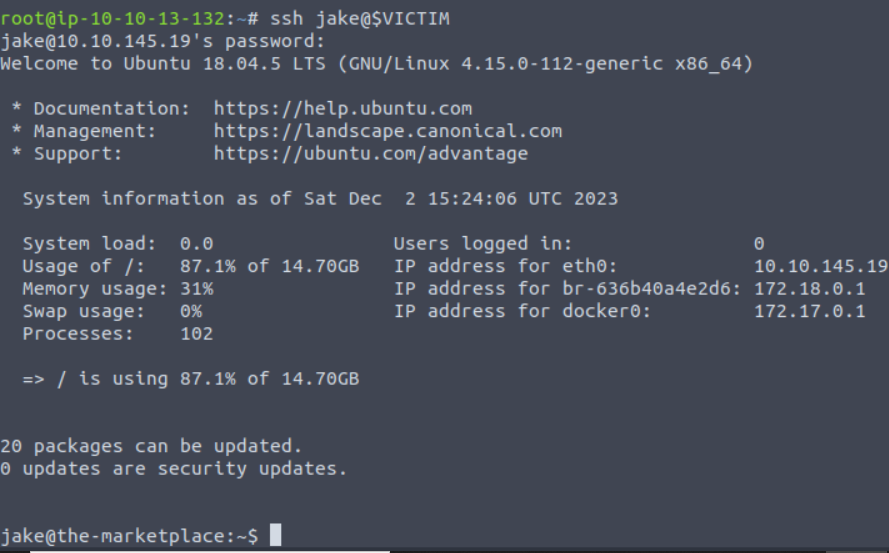 root@ip-10-10-13-132:~# ssh jake@$VICTIM
jake@10.10.145.19's password:
Welcome to Ubuntu 18.04.5 LTS (GNU/Linux 4.15.0-112-generic x86_64)
* Documentation:  https://help.ubuntu.com
* Management:     https://landscape.canonical.com
* Support:        https://ubuntu.com/advantage
System information as of Sat Dec  2 15:24:06 UTC 2023
System load:  0.0                Users logged in:                0
Usage of /:   87.1% of 14.70GB   IP address for eth0:            10.10.145.19
Memory usage: 31%                IP address for br-636b40a4e2d6: 172.18.0.1
Swap usage:   0%                 IP address for docker0:         172.17.0.1
Processes:    102
=> / is using 87.1% of 14.70GB
20 packages can be updated.
0 updates are security updates.
jake@the-marketplace:~$